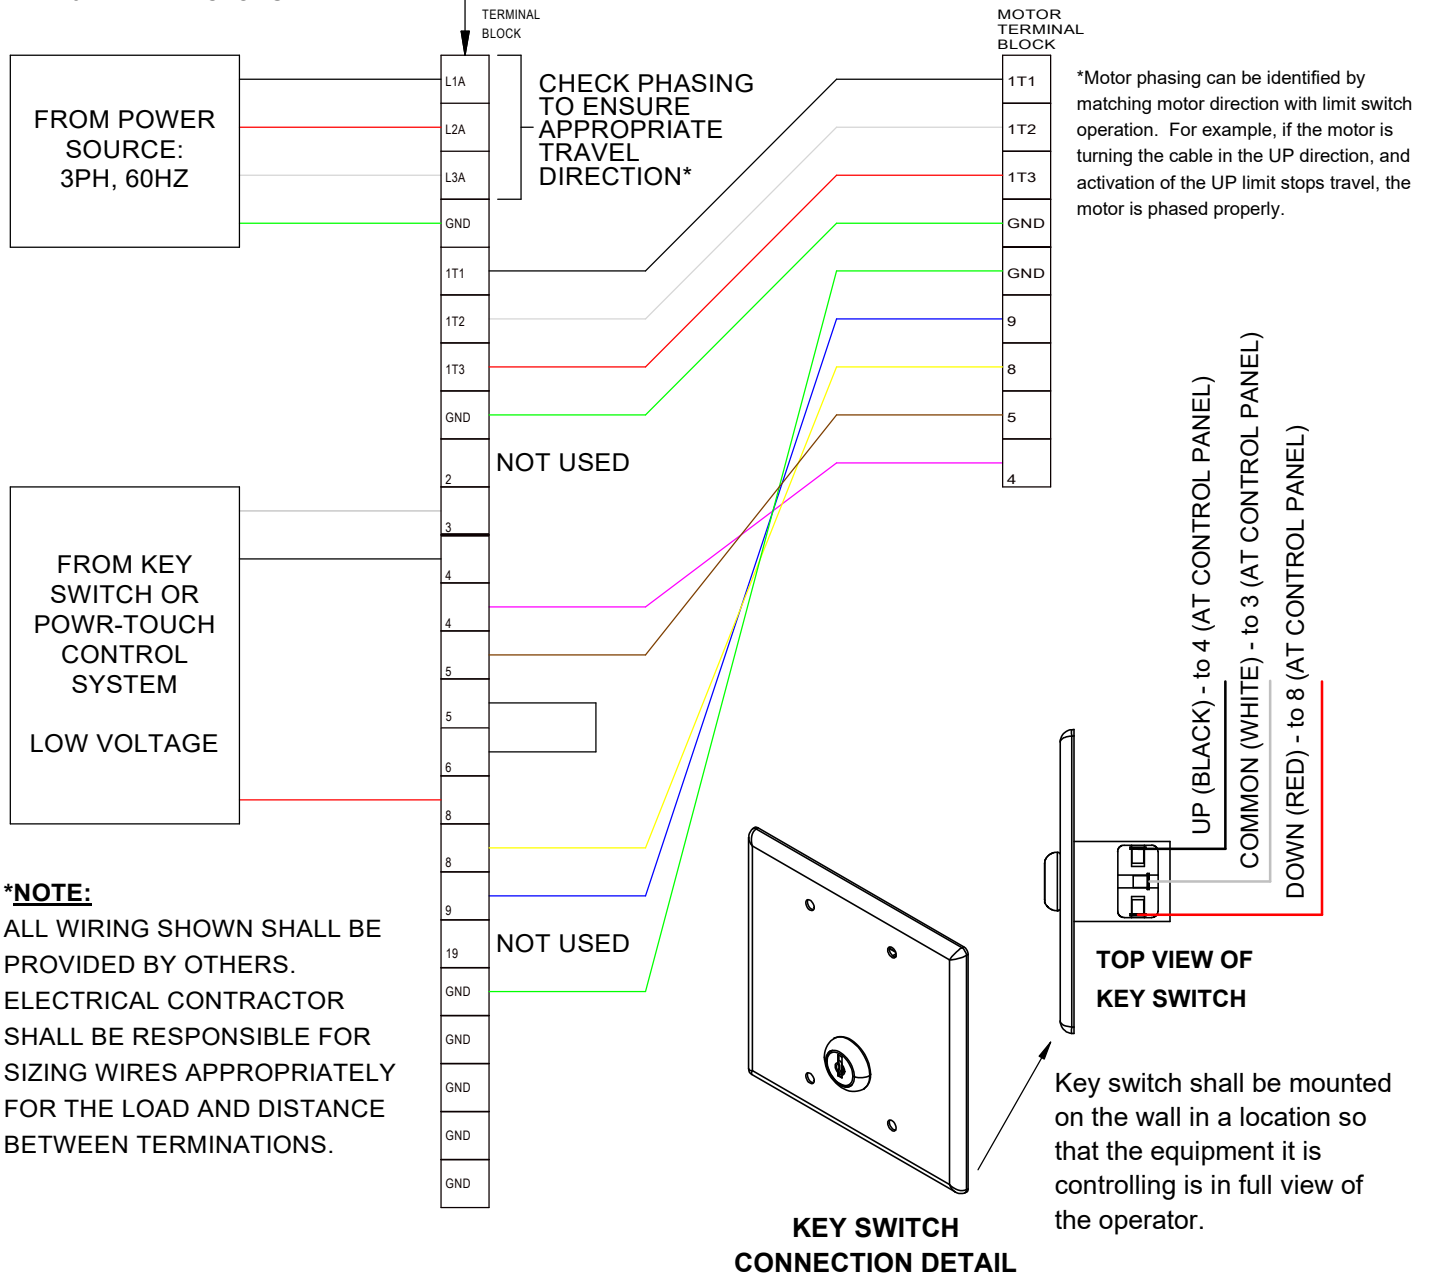 TERMINAL
BLOCK
MOTOR
TERMINAL
BLOCK
FROM POWER
SOURCE:
3PH, 60HZ
L1A
L2A
L3A
GND
1T1
1T2
1T3
GND
2
3
4
4
5
5
6
8
8
9
19
GND
GND
GND
GND
GND
CHECK PHASING
TO ENSURE
APPROPRIATE
TRAVEL
DIRECTION*
NOT USED
NOT USED
1T1
1T2
1T3
GND
GND
9
8
5
4
*Motor phasing can be identified by
matching motor direction with limit switch
operation. For example, if the motor is
turning the cable in the UP direction, and
activation of the UP limit stops travel, the
motor is phased properly.
FROM KEY
SWITCH OR
POWR-TOUCH
CONTROL
SYSTEM
LOW VOLTAGE
*NOTE:
ALL WIRING SHOWN SHALL BE
PROVIDED BY OTHERS.
ELECTRICAL CONTRACTOR
SHALL BE RESPONSIBLE FOR
SIZING WIRES APPROPRIATELY
FOR THE LOAD AND DISTANCE
BETWEEN TERMINATIONS.
UP (BLACK) - to 4 (AT CONTROL PANEL)
COMMON (WHITE) - to 3 (AT CONTROL PANEL)
DOWN (RED) - to 8 (AT CONTROL PANEL)
TOP VIEW OF
KEY SWITCH
Key switch shall be mounted
on the wall in a location so
that the equipment it is
controlling is in full view of
the operator.
KEY SWITCH
CONNECTION DETAIL